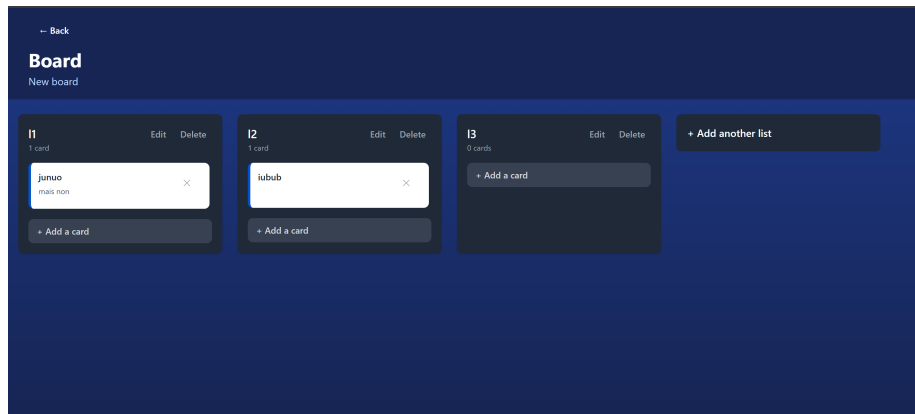 ← Back
Board
New board
l1 Edit Delete
1 card
junuo ×
mais non
+ Add a card
l2 Edit Delete
1 card
iubub ×
+ Add a card
l3 Edit Delete
0 cards
+ Add a card
+ Add another list